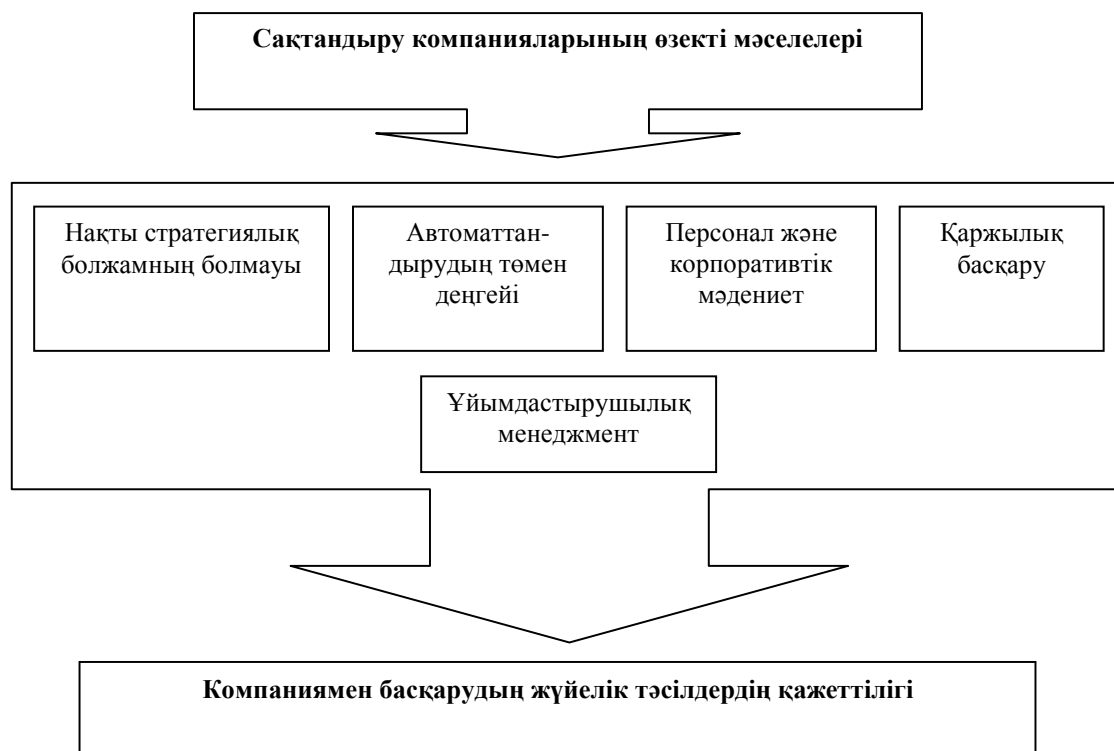 Сақтандыру компанияларының өзекті мәселелері
Нақты стратегиялық
болжамның болмауы
Автоматтан-
дырудың төмен
деңгейі
Персонал және
корпоративтік
мәдениет
Қаржылық
басқару
Ұйымдастырушылық
менеджмент
Компаниямен басқарудың жүйелік тәсілдердің қажеттілігі